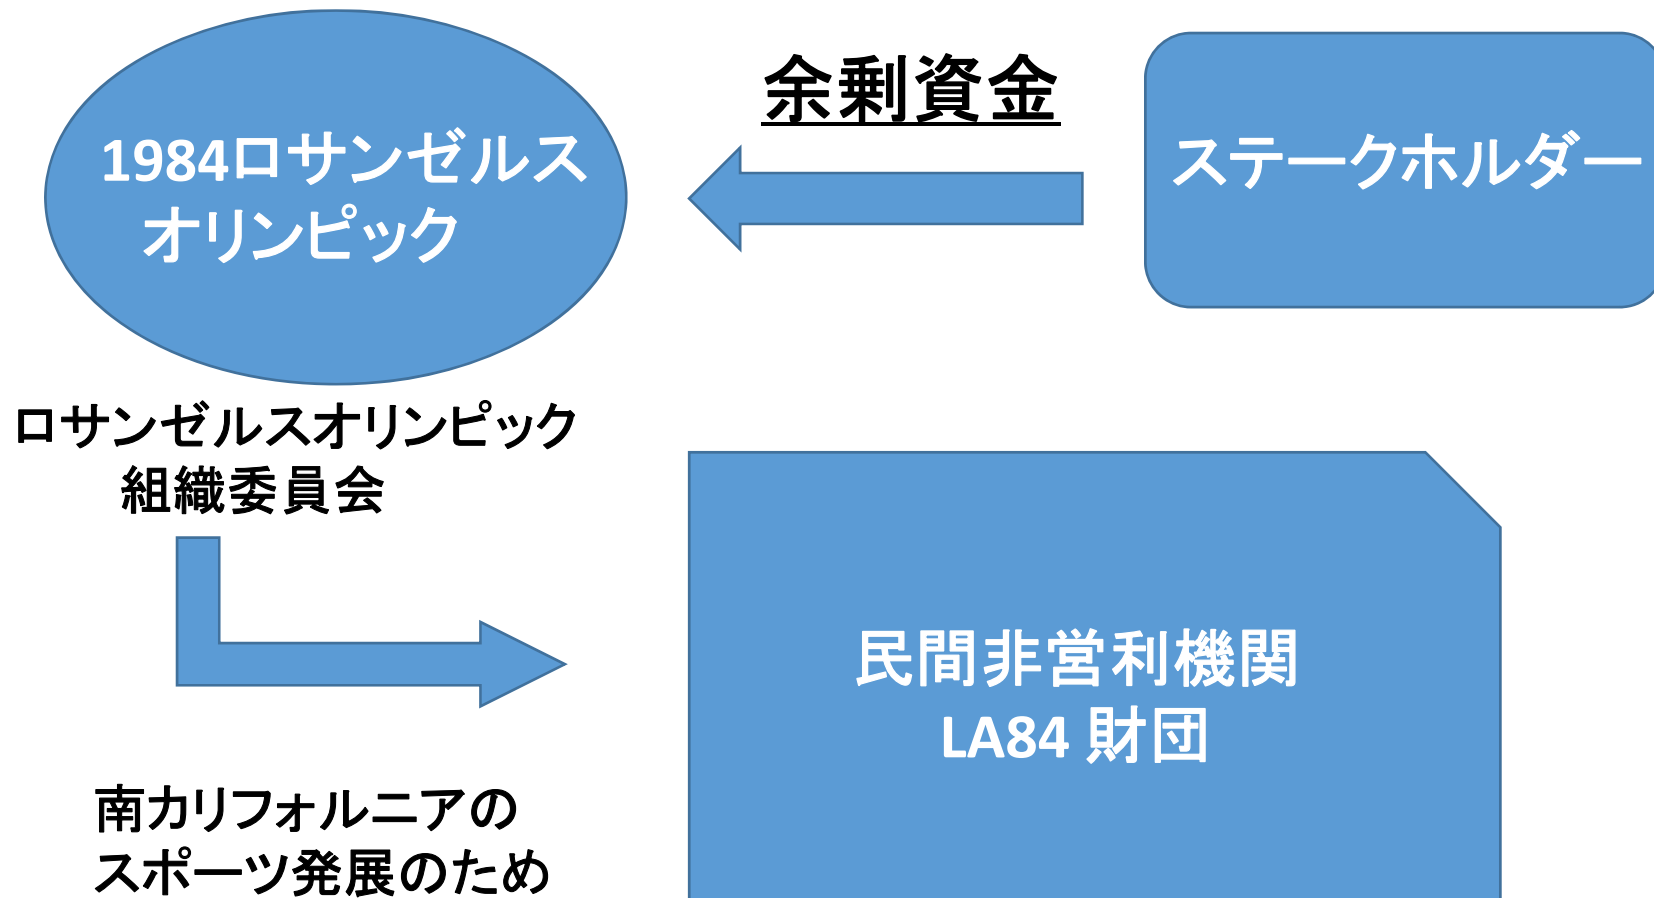 1984ロサンゼルス
オリンピック
余剰資金
ステークホルダー
ロサンゼルスオリンピック
組織委員会
民間非営利機関
LA84 財団
南カリフォルニアの
スポーツ発展のため